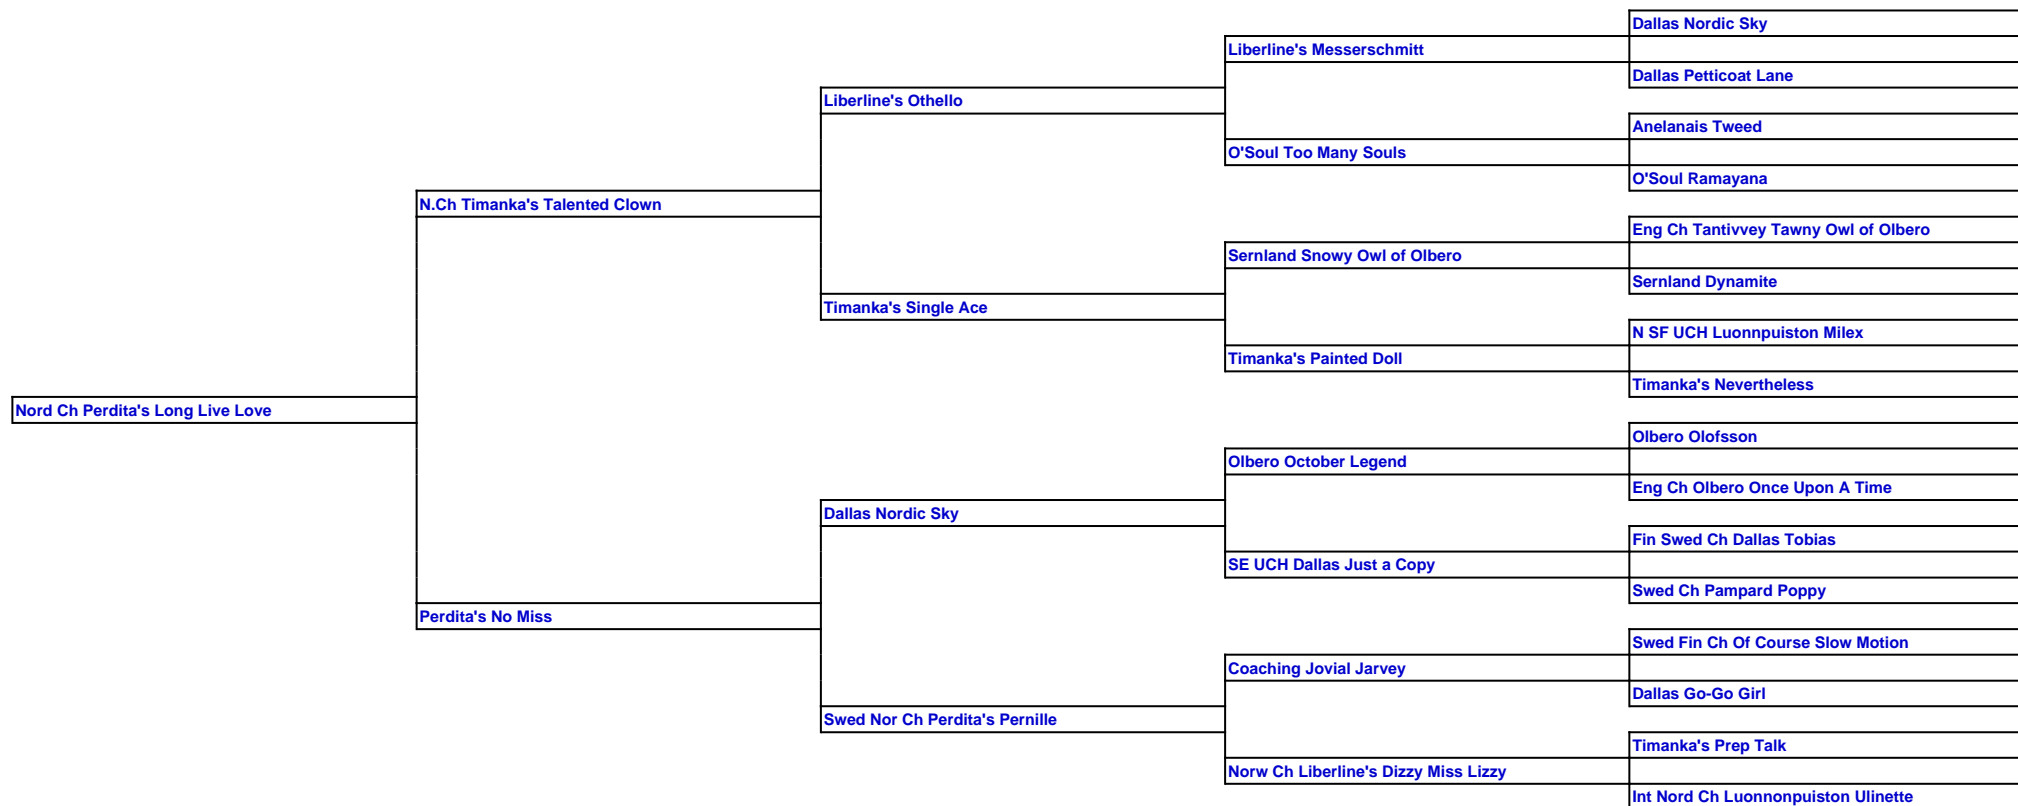 Dallas Nordic Sky
Liberline's Messerschmitt
Dallas Petticoat Lane
Liberline's Othello
Anelanais Tweed
O'Soul Too Many Souls
O'Soul Ramayana
N.Ch Timanka's Talented Clown
Eng Ch Tantivvey Tawny Owl of Olbero
Sernland Snowy Owl of Olbero
Sernland Dynamite
Timanka's Single Ace
N SF UCH Luonnpuiston Milex
Timanka's Painted Doll
Timanka's Nevertheless
Nord Ch Perdita's Long Live Love
Olbero Olofsson
Olbero October Legend
Eng Ch Olbero Once Upon A Time
Dallas Nordic Sky
Fin Swed Ch Dallas Tobias
SE UCH Dallas Just a Copy
Swed Ch Pampard Poppy
Perdita's No Miss
Swed Fin Ch Of Course Slow Motion
Coaching Jovial Jarvey
Dallas Go-Go Girl
Swed Nor Ch Perdita's Pernille
Timanka's Prep Talk
Norw Ch Liberline's Dizzy Miss Lizzy
Int Nord Ch Luonnonpuiston Ulinette